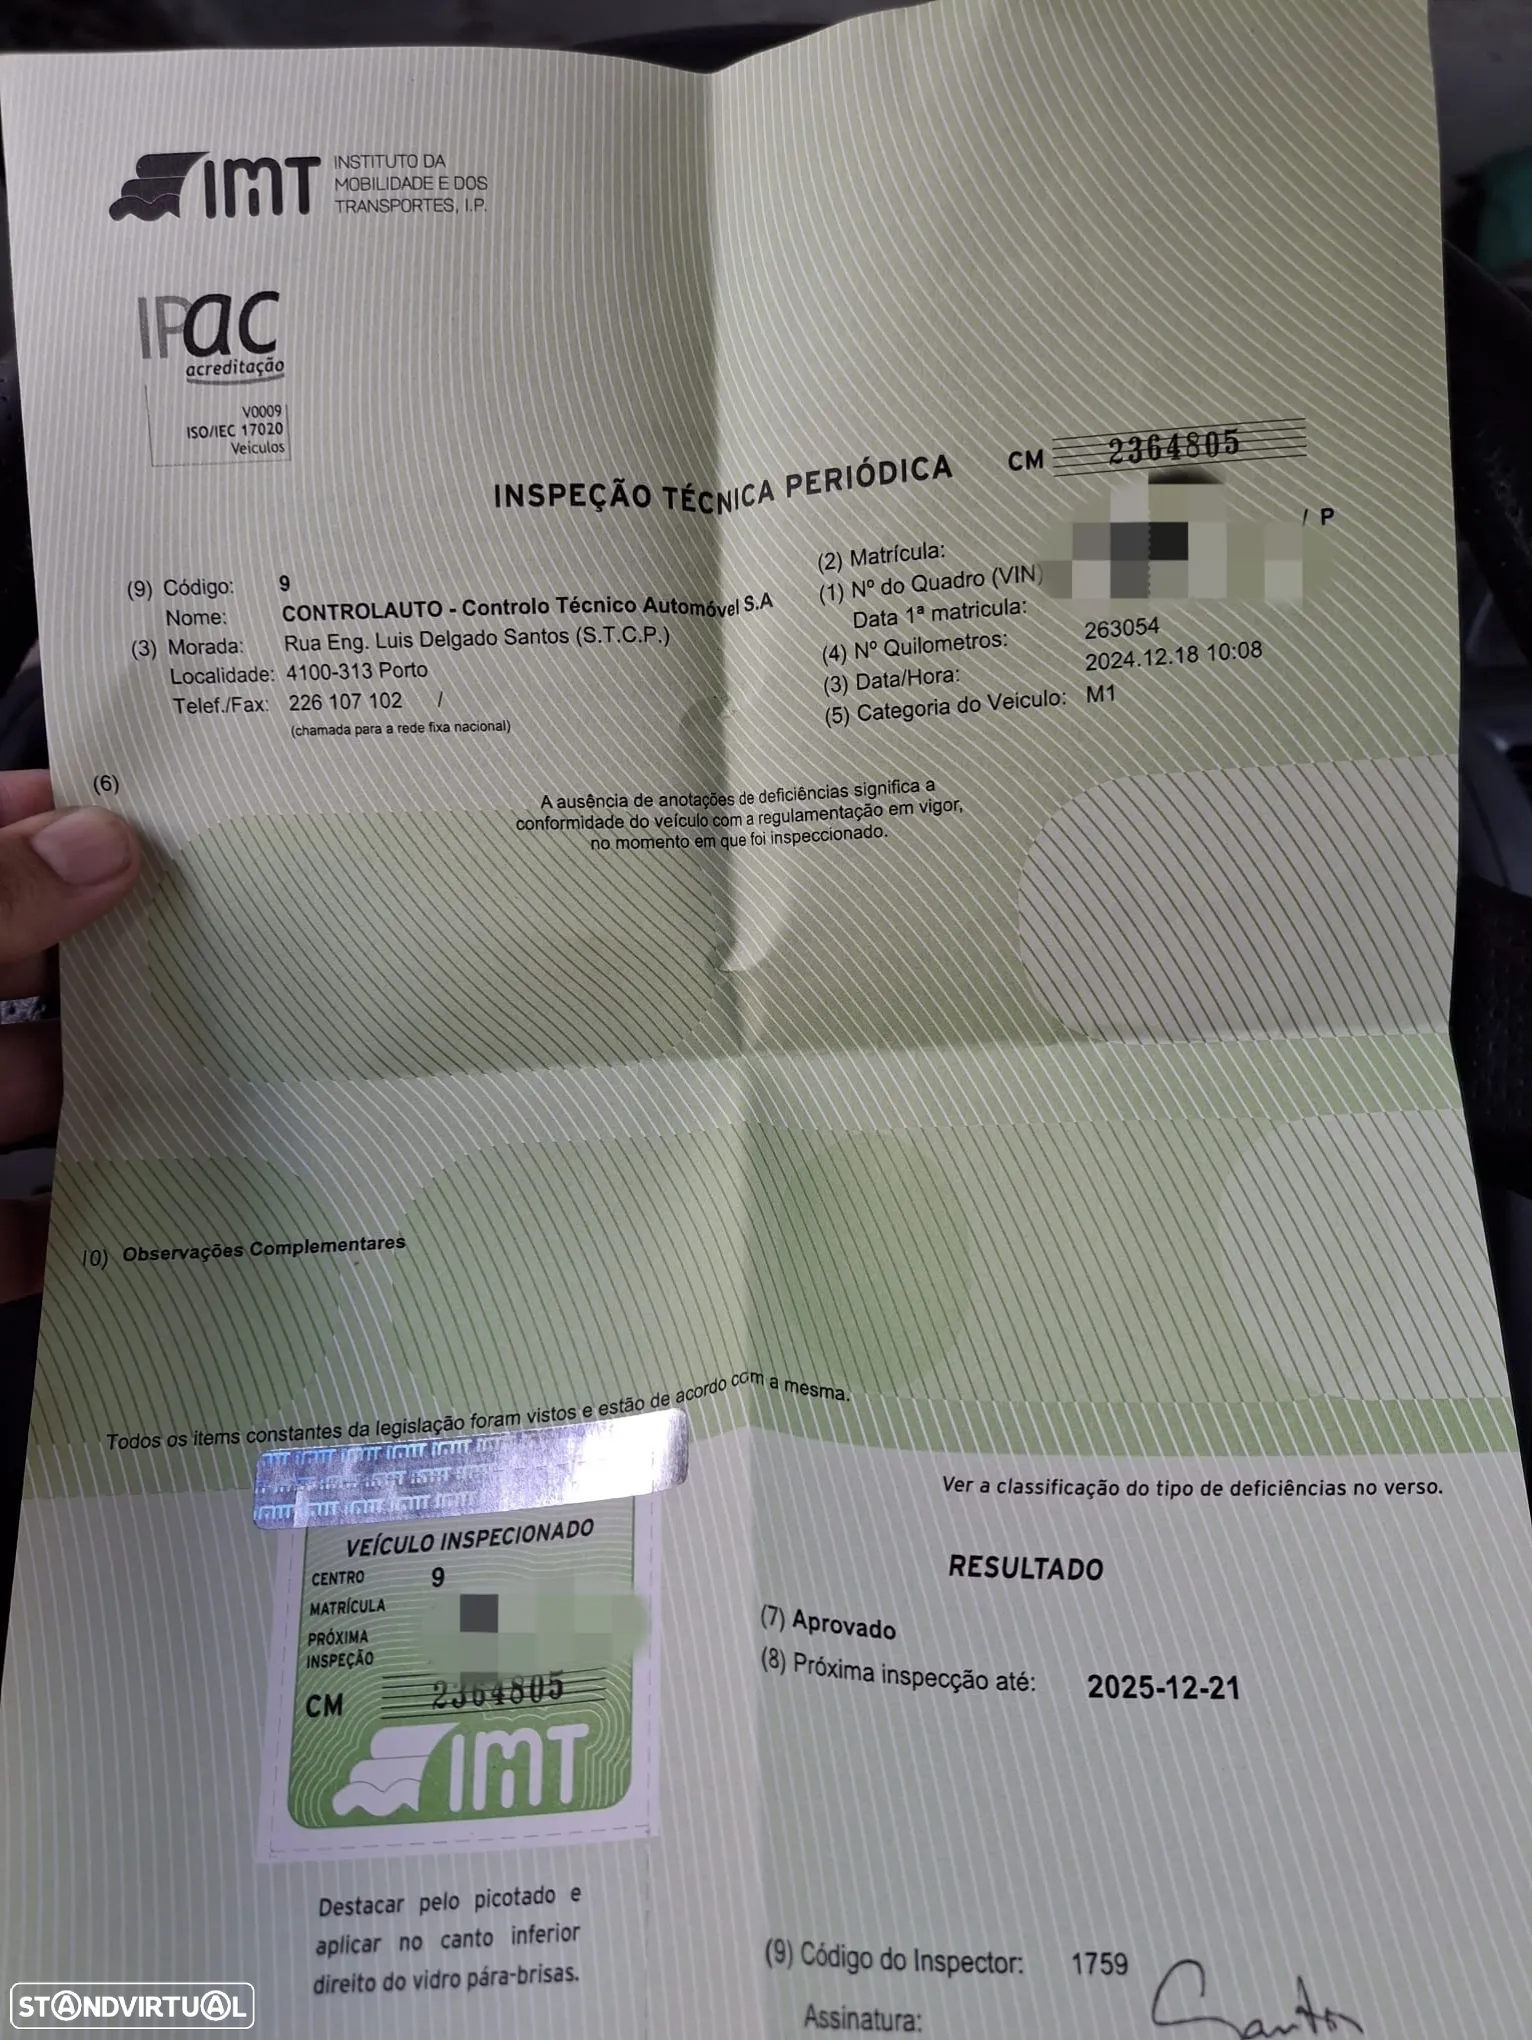 IMT INSTITUTO DA
MOBILIDADE E DOS
TRANSPORTES, I.P.
IPac
acreditação
V0009
ISO/IEC 17020
Veículos
INSPEÇÃO TÉCNICA PERIÓDICA CM 2364805
(9) Código: 9
Nome: CONTROLAUTO - Controlo Técnico Automóvel S.A
(3) Morada: Rua Eng. Luis Delgado Santos (S.T.C.P.)
Localidade: 4100-313 Porto
Telef./Fax: 226 107 102 /
(chamada para a rede fixa nacional)
(2) Matrícula: / P
(1) Nº do Quadro (VIN)
Data 1ª matricula:
(4) Nº Quilometros: 263054
(3) Data/Hora: 2024.12.18 10:08
(5) Categoria do Veiculo: M1
(6)
A ausência de anotações de deficiências significa a
conformidade do veículo com a regulamentação em vigor,
no momento em que foi inspeccionado.
10) Observações Complementares
Todos os items constantes da legislação foram vistos e estão de acordo com a mesma.
Ver a classificação do tipo de deficiências no verso.
VEÍCULO INSPECIONADO
CENTRO 9
MATRÍCULA
PRÓXIMA
INSPEÇÃO
CM 2364805
IMT
Destacar pelo picotado e
aplicar no canto inferior
direito do vidro pára-brisas.
RESULTADO
(7) Aprovado
(8) Próxima inspecção até: 2025-12-21
(9) Código do Inspector: 1759
Assinatura:
STANDVIRTUAL